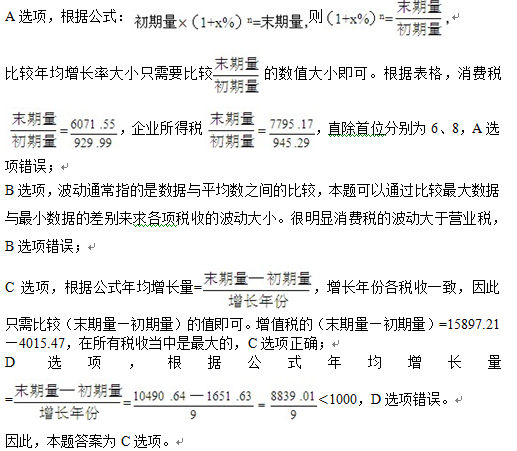 A选项，根据公式：初期量×（1+x%）ⁿ=末期量,则（1+x%）ⁿ=末期量/初期量，
比较年均增长率大小只需要比较末期量/初期量的数值大小即可。根据表格，消费税
末期量/初期量=6071.55/929.99，企业所得税 末期量/初期量=7795.17/945.29，直除首位分别为 6、8，A 选
项错误；
B 选项，波动通常指的是数据与平均数之间的比较，本题可以通过比较最大数据
与最小数据的差别来求各项税收的波动大小。很明显消费税的波动大于营业税，
B 选项错误；
C 选项，根据公式年均增长量=末期量—初期量/增长年份，增长年份各税收一致，因此
只需比较（末期量—初期量）的值即可。增值税的（末期量—初期量）=15897.21
—4015.47，在所有税收当中是最大的，C 选项正确；
D 选项，根据公式年均增长量
=末期量—初期量/增长年份=10490.64—1651.63/9=8839.01/9<1000，D 选项错误。
因此，本题答案为 C 选项。